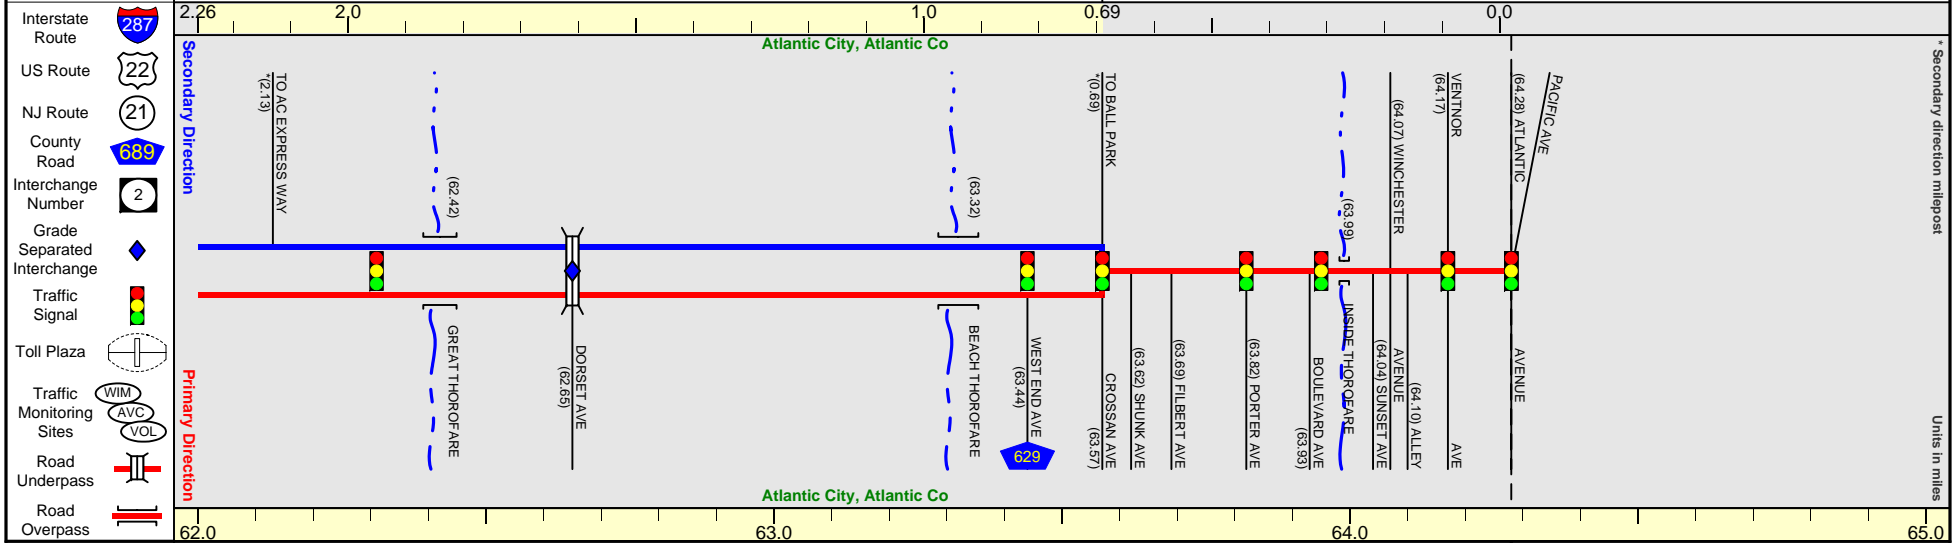 Interstate
Route
287
US Route
22
NJ Route
21
County
Road
689
Interchange
Number
2
Grade
Separated
Interchange
Traffic
Signal
Toll Plaza
Traffic
Monitoring
Sites
WIM
AVC
VOL
Road
Underpass
Road
Overpass
2.26
2.0
1.0
0.69
0.0
Atlantic City, Atlantic Co
Secondary Direction
Primary Direction
TO AC EXPRESS WAY
*(2.13)
(62.42)
GREAT THOROFARE
DORSET AVE
(62.65)
(63.32)
BEACH THOROFARE
WEST END AVE
(63.44)
629
TO BALL PARK
*(0.69)
CROSSAN AVE
(63.57)
(63.62) SHUNK AVE
(63.69) FILBERT AVE
(63.82) PORTER AVE
BOULEVARD AVE
(63.93)
(63.99)
INSIDE THOROFARE
(64.04) SUNSET AVE
(64.07) WINCHESTER
AVENUE
(64.10) ALLEY
VENTNOR
(64.17)
AVE
(64.28) ATLANTIC
AVENUE
PACIFIC AVE
* Secondary direction milepost
Units in miles
Atlantic City, Atlantic Co
62.0
63.0
64.0
65.0